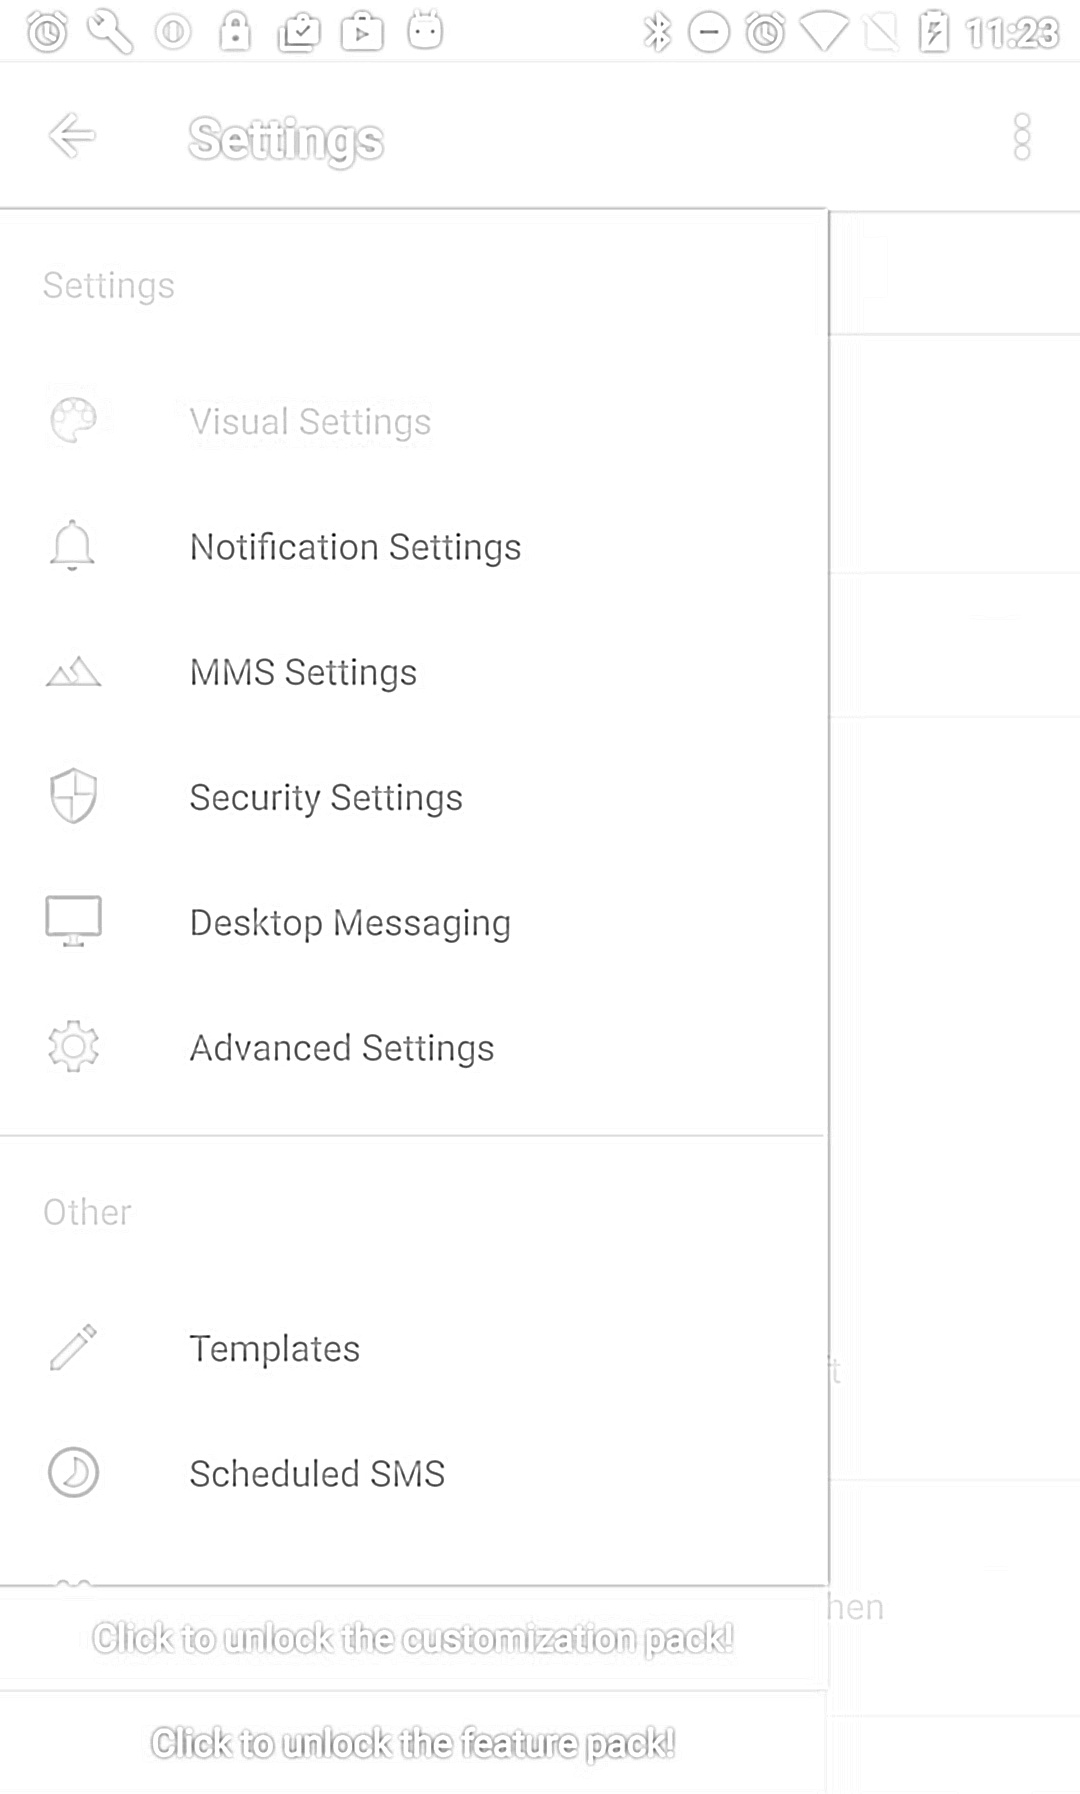 11:23
Settings
Settings
Visual Settings
Notification Settings
MMS Settings
Security Settings
Desktop Messaging
Advanced Settings
Other
Templates
t
Scheduled SMS
hen
Click to unlock the customization pack!
Click to unlock the feature pack!